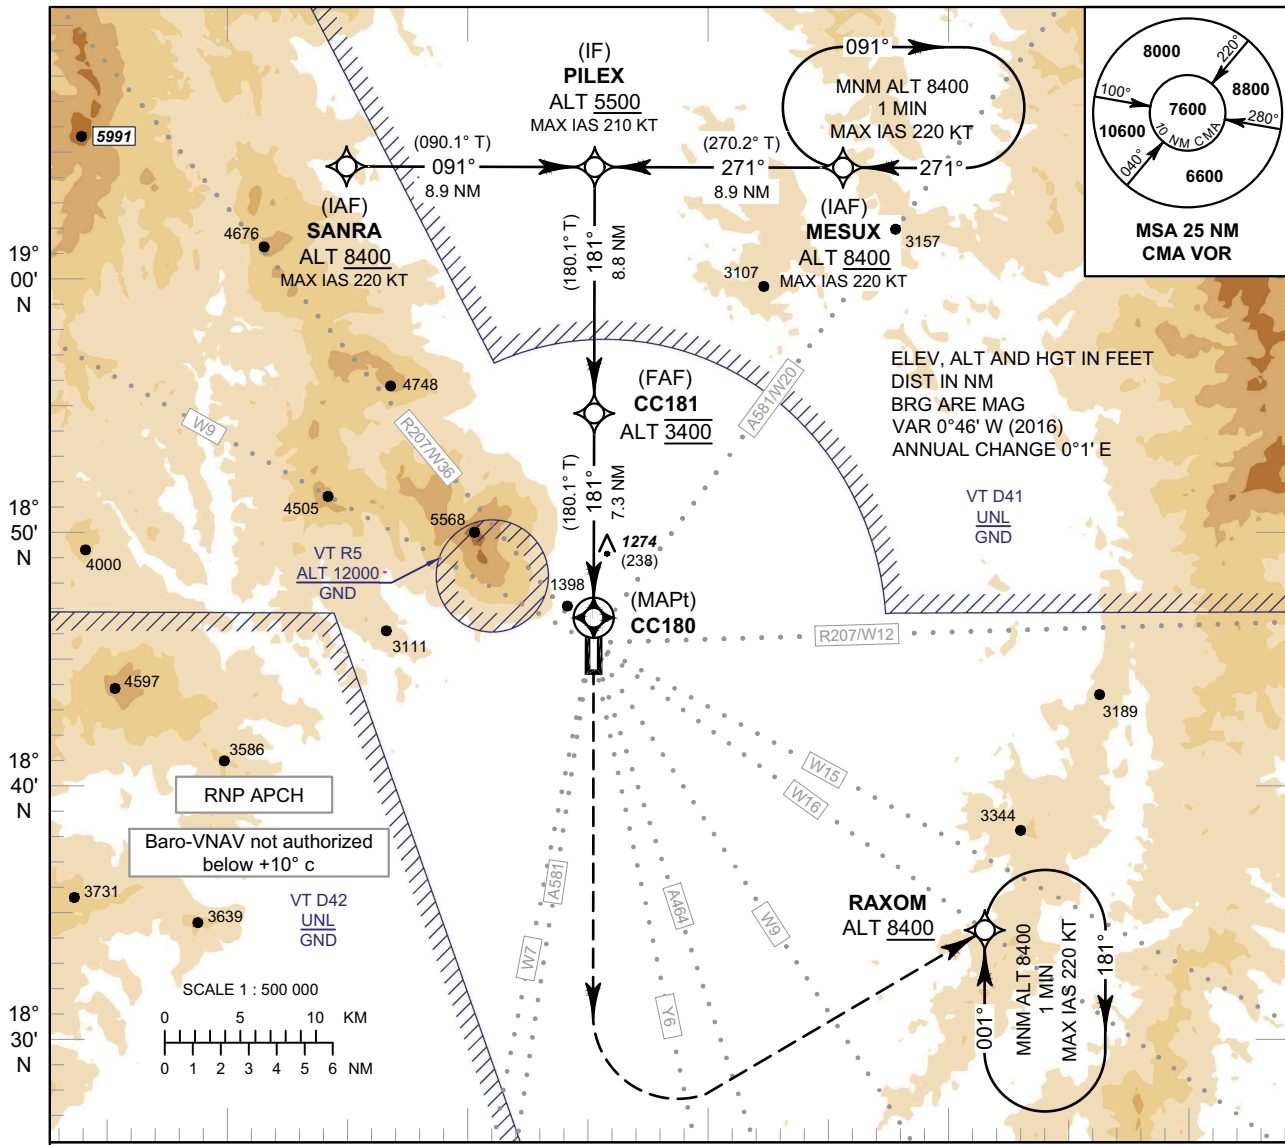 (IF)
PILEX
ALT 5500
MAX IAS 210 KT
091°
MNM ALT 8400
1 MIN
MAX IAS 220 KT
271°
8000
8800
7600
10600
6600
220°
280°
100°
040°
10 NM CMA
MSA 25 NM
CMA VOR
5991
(090.1° T)
091°
8.9 NM
(270.2° T)
271°
8.9 NM
(IAF)
SANRA
ALT 8400
MAX IAS 220 KT
(IAF)
MESUX
ALT 8400
MAX IAS 220 KT
4676
3157
3107
(180.1° T)
181°
8.8 NM
19°
00'
N
ELEV, ALT AND HGT IN FEET
DIST IN NM
BRG ARE MAG
VAR 0°46' W (2016)
ANNUAL CHANGE 0°1' E
4748
(FAF)
CC181
ALT 3400
A581/W20
W9
R207/W36
(180.1° T)
181°
7.3 NM
4505
5568
VT D41
UNL
GND
18°
50'
N
4000
VT R5
ALT 12000
GND
1274
(238)
1398
(MAPt)
CC180
3111
R207/W12
4597
3189
3586
18°
40'
N
RNP APCH
W15
W16
3344
Baro-VNAV not authorized
below +10° c
3731
3639
VT D42
UNL
GND
A581
A464
W9
W7
Y6
RAXOM
ALT 8400
001°
MNM ALT 8400
1 MIN
MAX IAS 220 KT
181°
SCALE 1 : 500 000
0 5 10 KM
0 1 2 3 4 5 6 NM
18°
30'
N